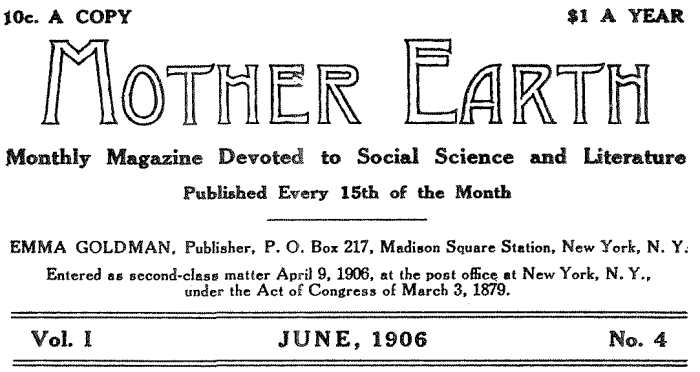 10c. A COPY $1 A YEAR
MOTHER EARTH
Monthly Magazine Devoted to Social Science and Literature
Published Every 15th of the Month
EMMA GOLDMAN, Publisher, P. O. Box 217, Madison Square Station, New York, N. Y.
Entered as second-class matter April 9, 1906, at the post office at New York, N. Y.,
under the Act of Congress of March 3, 1879.
Vol. I JUNE, 1906 No. 4